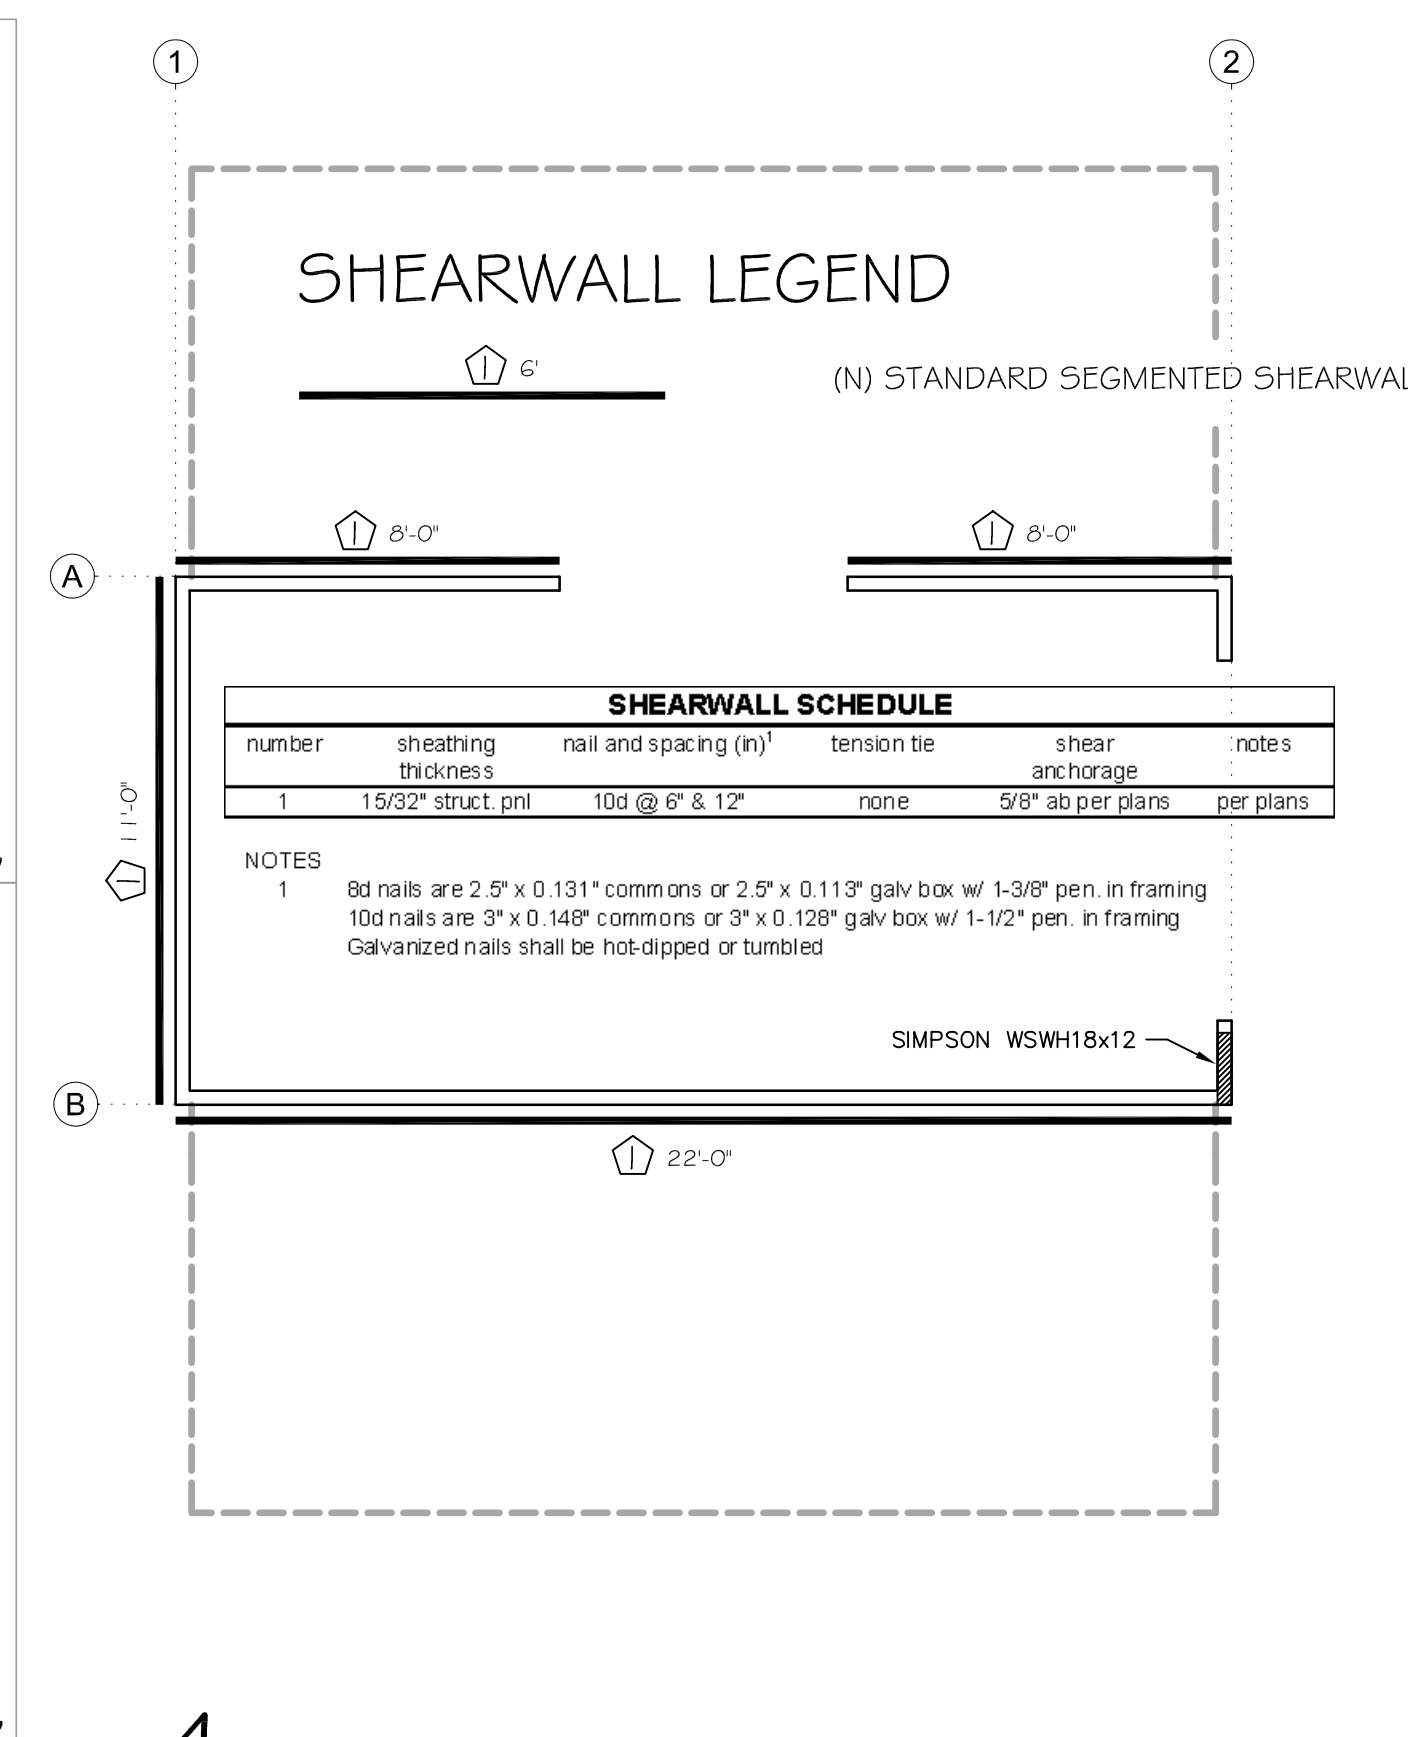 1 2
SHEARWALL LEGEND
1 6'
(N) STANDARD SEGMENTED SHEARWAL
1 8'-0" 1 8'-0"
A
SHEARWALL SCHEDULE
number sheathing thickness nail and spacing (in)1 tension tie shear anchorage notes
1 15/32" struct. pnl 10d @ 6" & 12" none 5/8" ab per plans per plans
1 11'-0"
NOTES
1 8d nails are 2.5" x 0.131" commons or 2.5" x 0.113" galv box w/ 1-3/8" pen. in framing
10d nails are 3" x 0.148" commons or 3" x 0.128" galv box w/ 1-1/2" pen. in framing
Galvanized nails shall be hot-dipped or tumbled
SIMPSON WSWH18x12
B
1 22'-0"